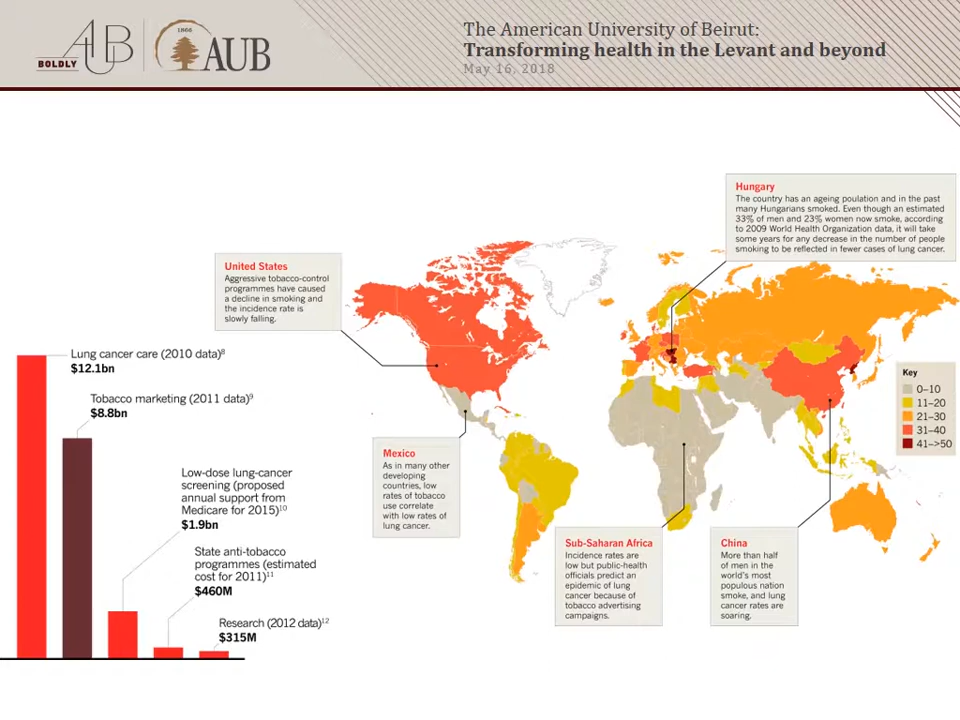 AUB
BOLDLY
1866
AUB
The American University of Beirut:
Transforming health in the Levant and beyond
May 16, 2018
Hungary
The country has an ageing poulation and in the past
many Hungarians smoked. Even though an estimated
33% of men and 23% women now smoke, according
to 2009 World Health Organization data, it will take
some years for any decrease in the number of people
smoking to be reflected in fewer cases of lung cancer.
United States
Aggressive tobacco-control
programmes have caused
a decline in smoking and
the incidence rate is
slowly falling.
Lung cancer care (2010 data)8
$12.1bn
Tobacco marketing (2011 data)9
$8.8bn
Low-dose lung-cancer
screening (proposed
annual support from
Medicare for 2015)10
$1.9bn
State anti-tobacco
programmes (estimated
cost for 2011)11
$460M
Research (2012 data)12
$315M
Key
0–10
11–20
21–30
31–40
41–>50
Mexico
As in many other
developing
countries, low
rates of tobacco
use correlate
with low rates of
lung cancer.
Sub-Saharan Africa
Incidence rates are
low but public-health
officials predict an
epidemic of lung
cancer because of
tobacco advertising
campaigns.
China
More than half
of men in the
world's most
populous nation
smoke, and lung
cancer rates are
soaring.